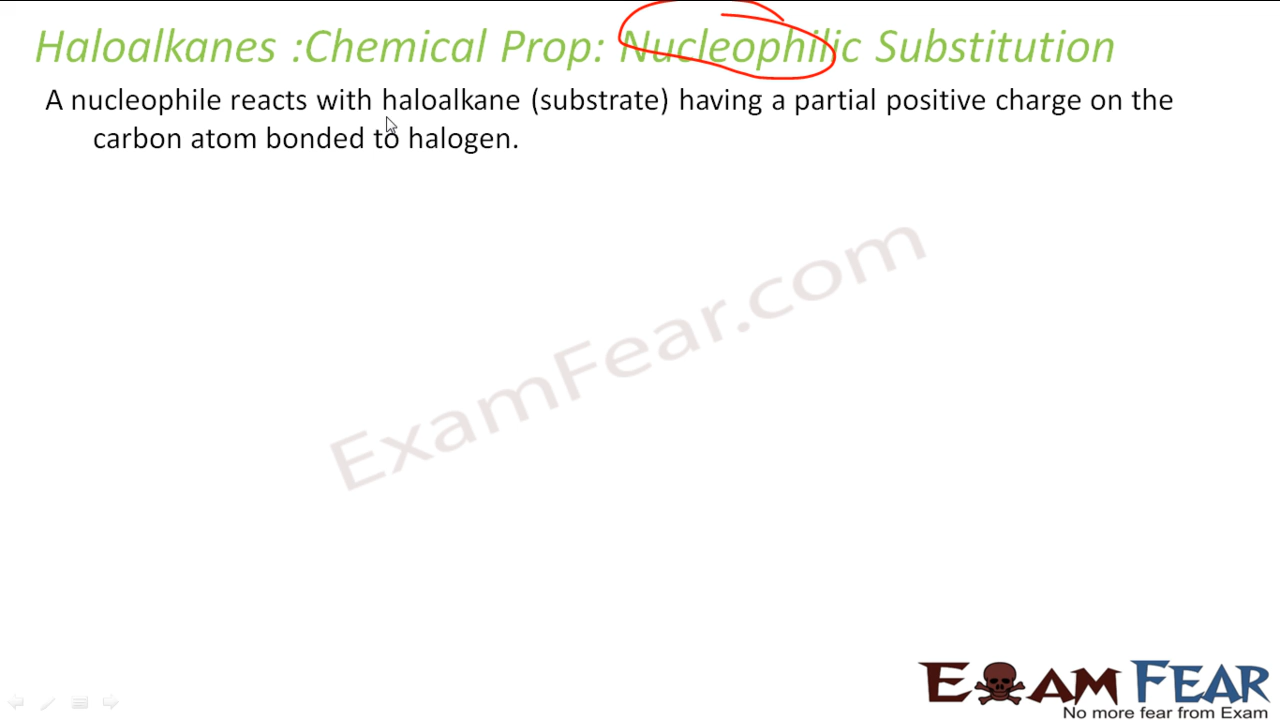 Haloalkanes :Chemical Prop: Nucleophilic Substitution
A nucleophile reacts with haloalkane (substrate) having a partial positive charge on the
carbon atom bonded to halogen.
ExamFear.com
EXAM FEAR
No more fear from Exam